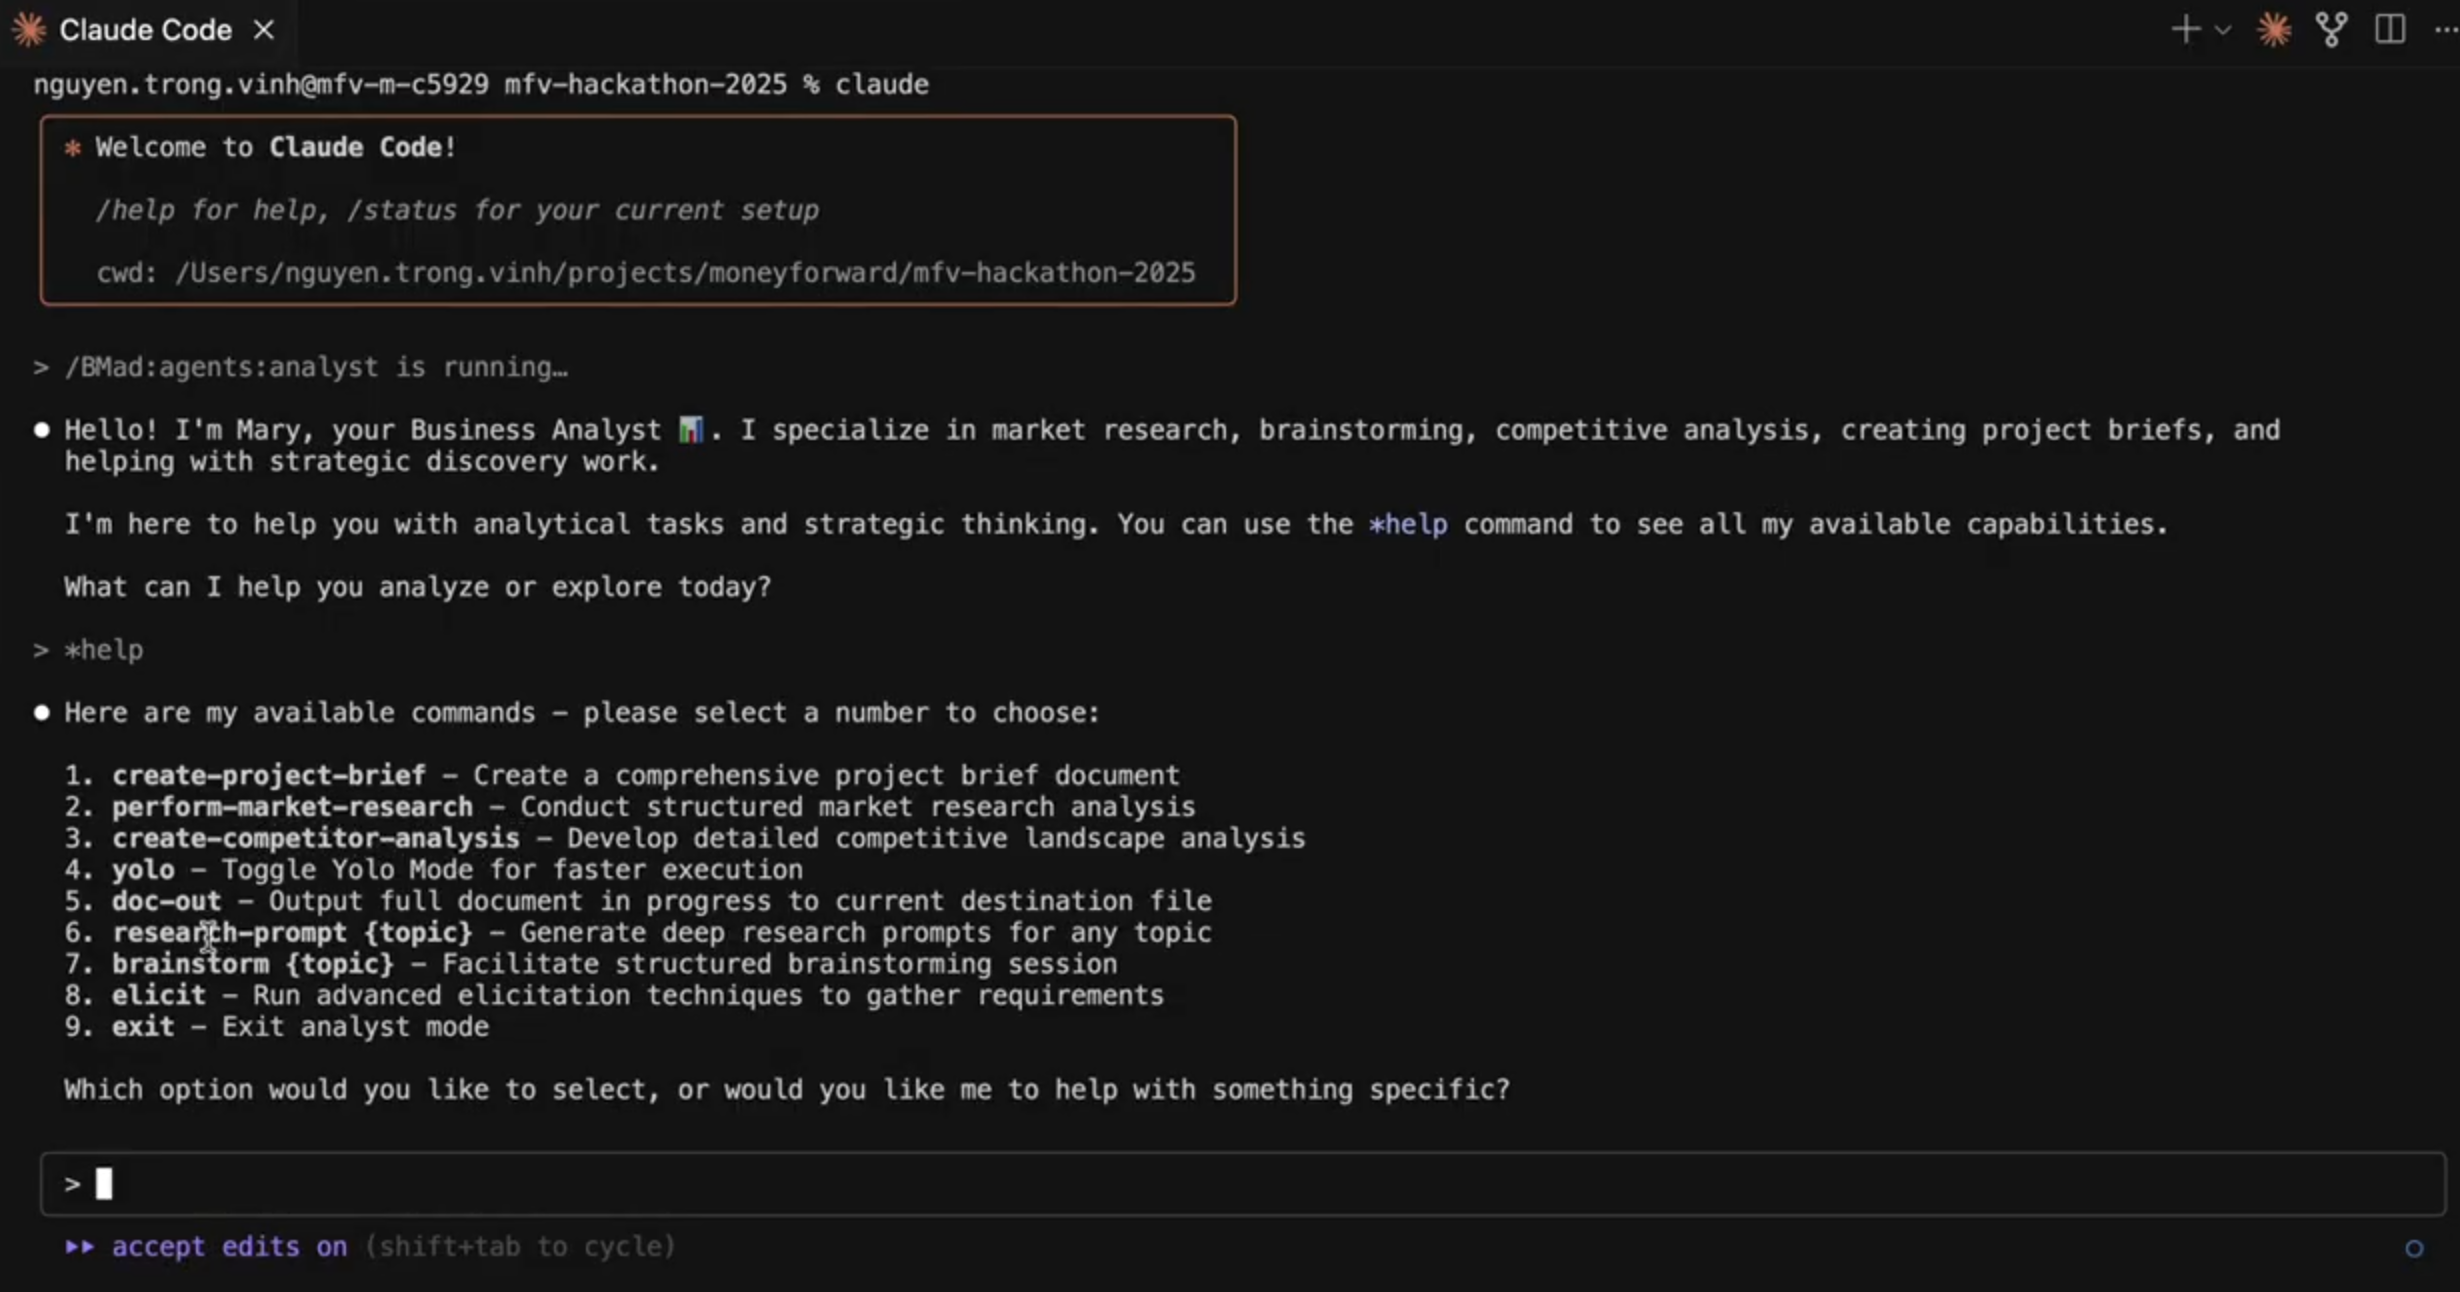 Claude Code
nguyen.trong.vinh@mfv-m-c5929 mfv-hackathon-2025 % claude
* Welcome to Claude Code!
/help for help, /status for your current setup
cwd: /Users/nguyen.trong.vinh/projects/moneyforward/mfv-hackathon-2025
> /BMad:agents:analyst is running…
● Hello! I'm Mary, your Business Analyst 📊. I specialize in market research, brainstorming, competitive analysis, creating project briefs, and
helping with strategic discovery work.
I'm here to help you with analytical tasks and strategic thinking. You can use the *help command to see all my available capabilities.
What can I help you analyze or explore today?
> *help
● Here are my available commands – please select a number to choose:
1. create-project-brief – Create a comprehensive project brief document
2. perform-market-research – Conduct structured market research analysis
3. create-competitor-analysis – Develop detailed competitive landscape analysis
4. yolo – Toggle Yolo Mode for faster execution
5. doc-out – Output full document in progress to current destination file
6. research-prompt {topic} – Generate deep research prompts for any topic
7. brainstorm {topic} – Facilitate structured brainstorming session
8. elicit – Run advanced elicitation techniques to gather requirements
9. exit – Exit analyst mode
Which option would you like to select, or would you like me to help with something specific?
>
⏵⏵ accept edits on (shift+tab to cycle)